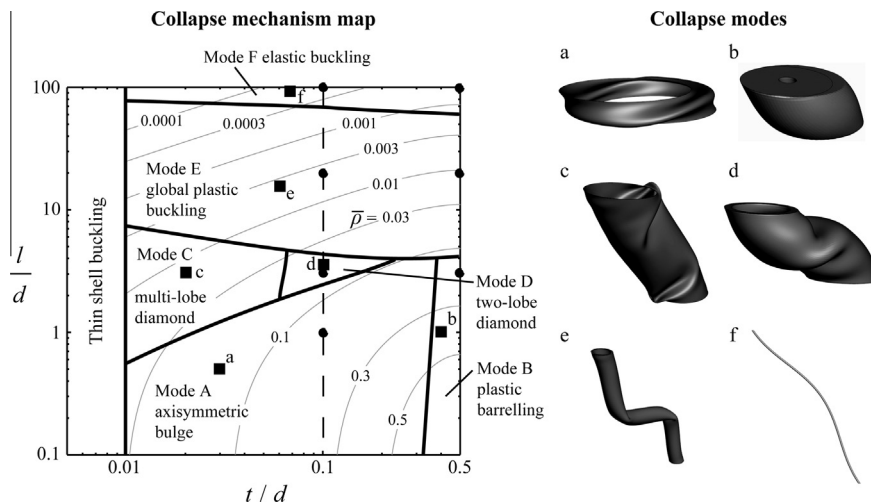 Collapse mechanism map
Collapse modes
Mode F elastic buckling
100
10
1
0.1
l
d
Thin shell buckling
f
0.0001
0.0003
0.001
0.003
0.01
ρ̅ = 0.03
Mode E
global plastic
buckling
e
Mode C
multi-lobe
diamond
c
d
Mode D
two-lobe
diamond
b
a
0.1
0.3
0.5
Mode A
axisymmetric
bulge
Mode B
plastic
barrelling
0.01
0.1
0.5
t / d
a
b
c
d
e
f